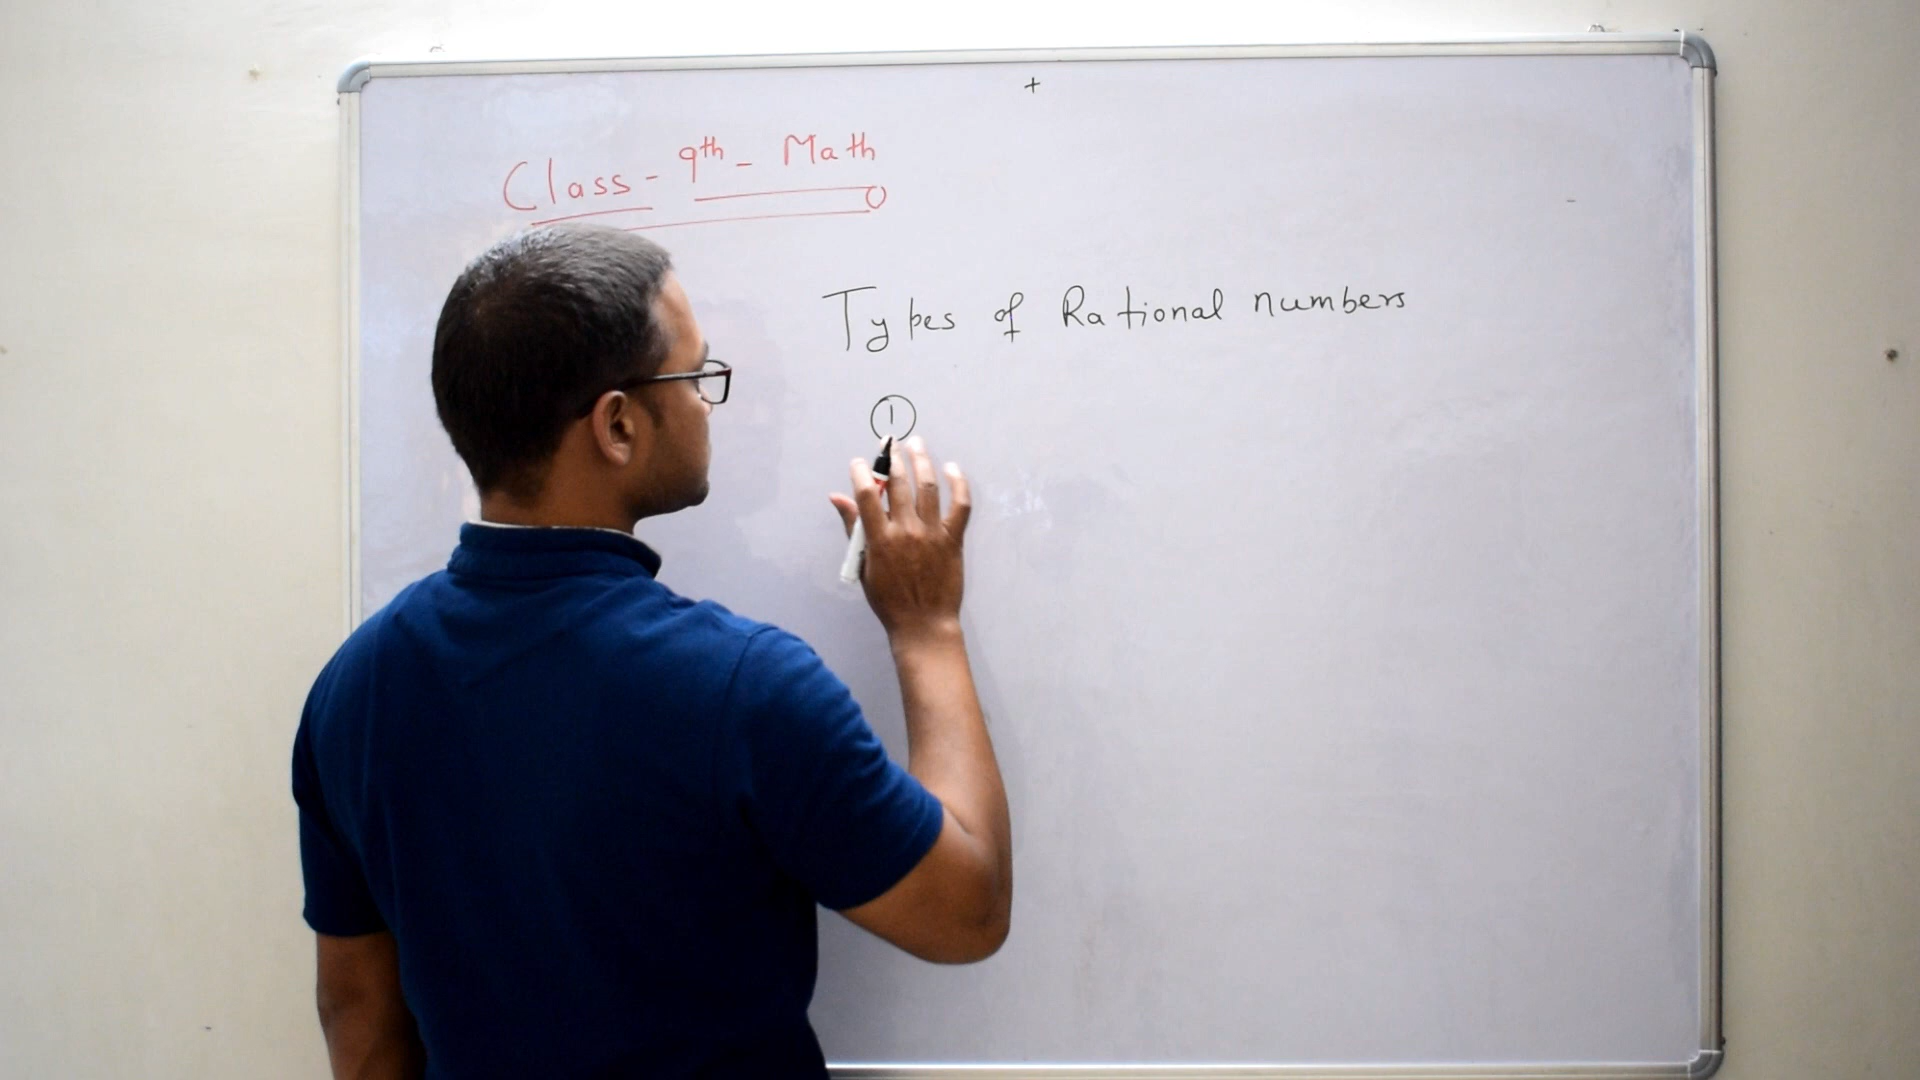 +
Class - 9th - Math
Types of Rational numbers
1